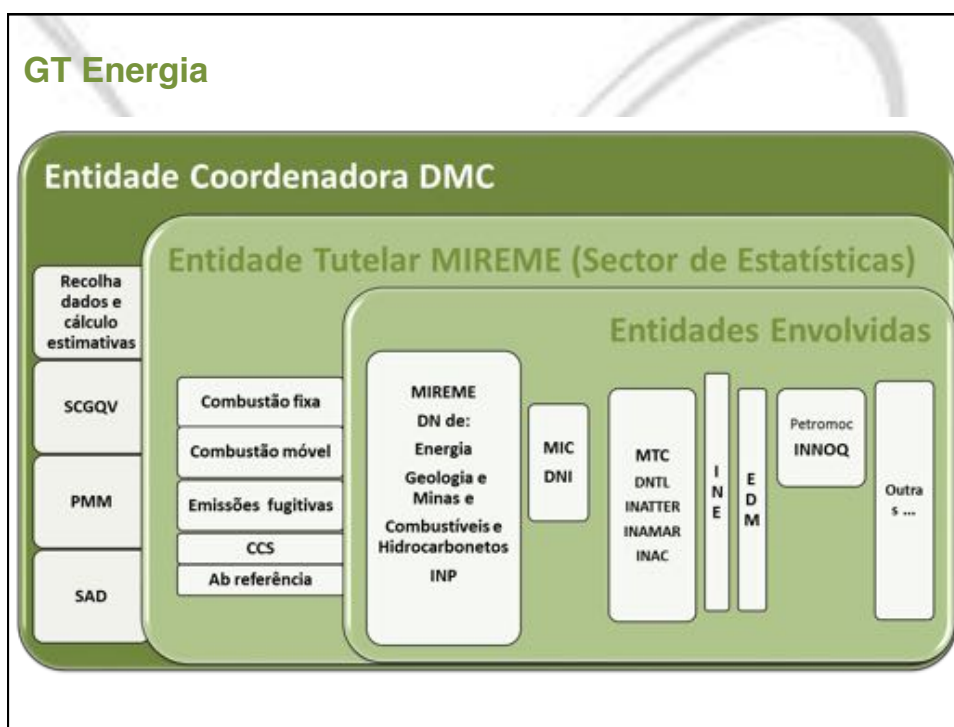 GT Energia
Entidade Coordenadora DMC
Entidade Tutelar MIREME (Sector de Estatísticas)
Entidades Envolvidas
Recolha
dados e
cálculo
estimativas
SCGQV
PMM
SAD
Combustão fixa
Combustão móvel
Emissões fugitivas
CCS
Ab referência
MIREME
DN de:
Energia
Geologia e
Minas e
Combustíveis e
Hidrocarbonetos
INP
MIC
DNI
MTC
DNTL
INATTER
INAMAR
INAC
I
N
E
E
D
M
Petromoc
INNOQ
Outra
s ...